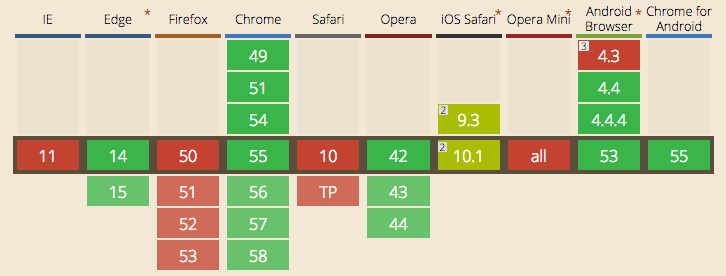 IE Edge * Firefox Chrome Safari Opera iOS Safari * Opera Mini * Android Browser * Chrome for Android
49 3 4.3
51 4.4
54 2 9.3 4.4.4
11 14 50 55 10 42 2 10.1 all 53 55
15 51 56 TP 43
52 57 44
53 58